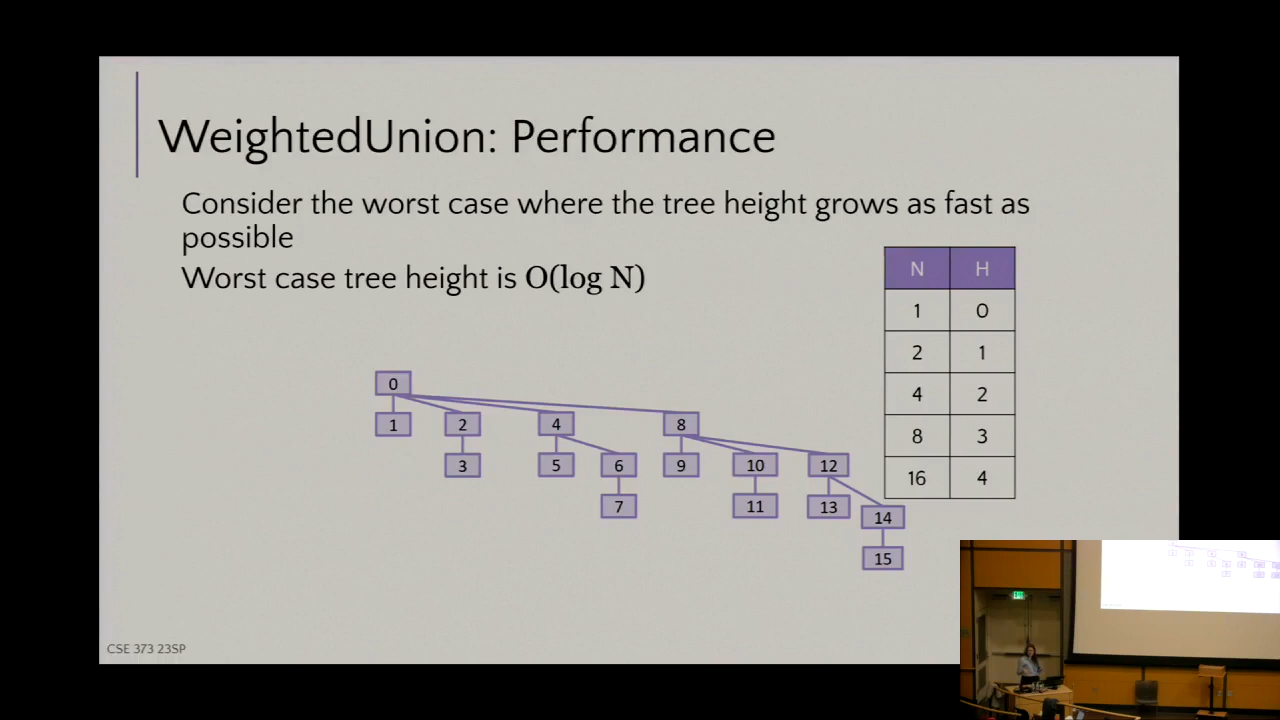 WeightedUnion: Performance
Consider the worst case where the tree height grows as fast as
possible
Worst case tree height is O(log N)
N H
1 0
2 1
4 2
8 3
16 4
0
1 2 4 8
3 5 6 9 10 12
7 11 13 14
15
CSE 373 23SP